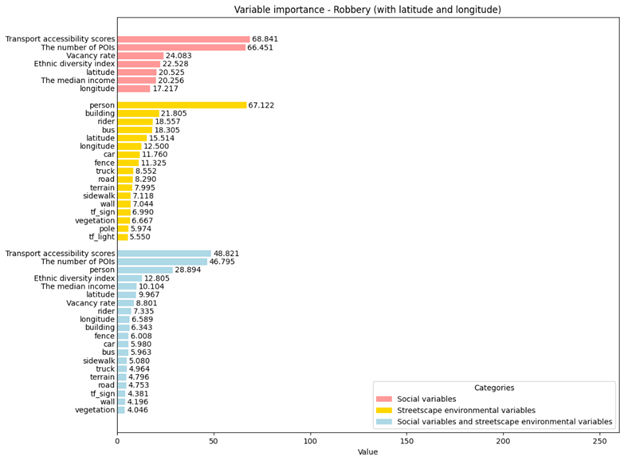 Variable importance - Robbery (with latitude and longitude)
Transport accessibility scores 68.841
The number of POIs 66.451
Vacancy rate 24.083
Ethnic diversity index 22.528
latitude 20.525
The median income 20.256
longitude 17.217
person 67.122
building 21.805
rider 18.557
bus 18.305
latitude 15.514
longitude 12.500
car 11.760
fence 11.325
truck 8.552
road 8.290
terrain 7.995
sidewalk 7.118
wall 7.044
tf_sign 6.990
vegetation 6.667
pole 5.974
tf_light 5.550
Transport accessibility scores 48.821
The number of POIs 46.795
person 28.894
Ethnic diversity index 12.805
The median income 10.104
latitude 9.967
Vacancy rate 8.801
rider 7.335
longitude 6.589
building 6.343
fence 6.008
car 5.980
bus 5.963
sidewalk 5.080
truck 4.964
terrain 4.796
road 4.753
tf_sign 4.381
wall 4.196
vegetation 4.046
Categories
Social variables
Streetscape environmental variables
Social variables and streetscape environmental variables
0 50 100 150 200 250
Value